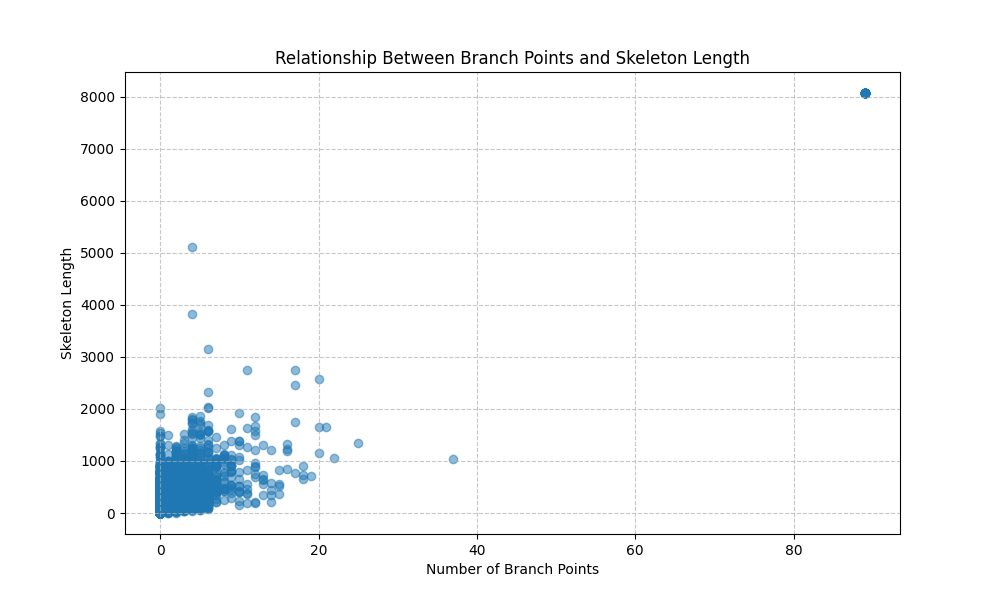 Relationship Between Branch Points and Skeleton Length
8000
7000
6000
5000
4000
3000
2000
1000
0
Skeleton Length
0 20 40 60 80
Number of Branch Points